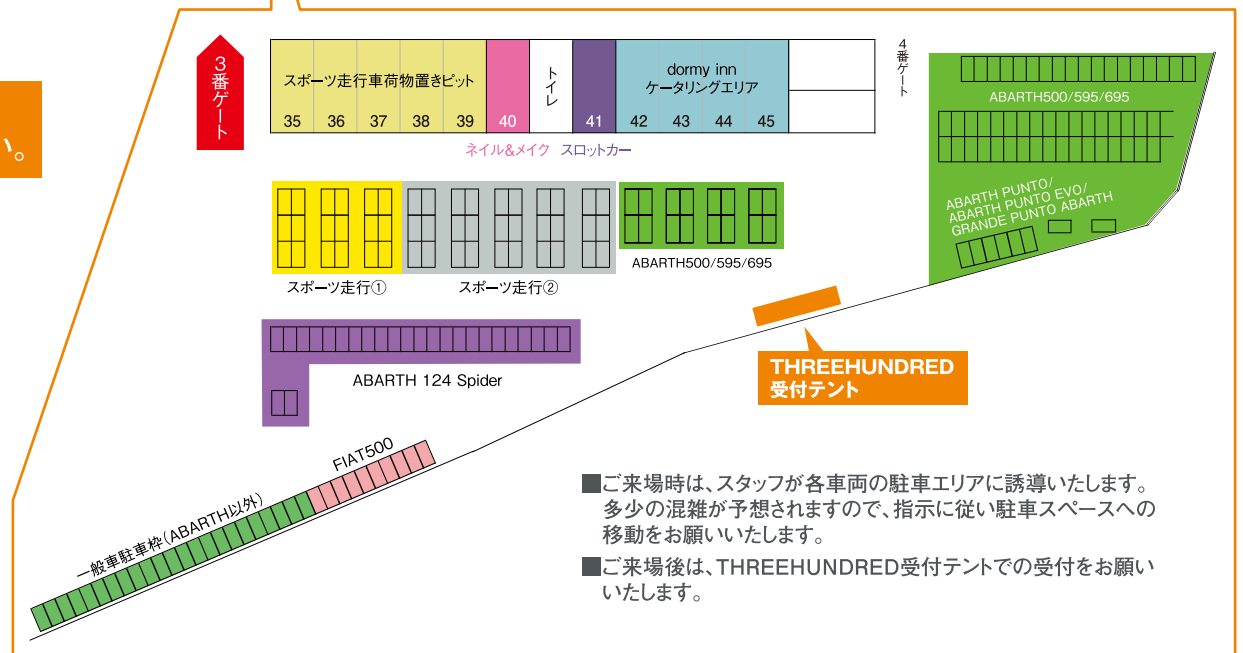 い。
3番ゲート
スポーツ走行車荷物置きピット
35 36 37 38 39
40
トイレ
41
dormy inn
ケータリングエリア
42 43 44 45
4番ゲート
ネイル&メイク スロットカー
ABARTH500/595/695
ABARTH PUNTO/
ABARTH PUNTO EVO/
GRANDE PUNTO ABARTH
スポーツ走行①
スポーツ走行②
ABARTH500/595/695
ABARTH 124 Spider
THREEHUNDRED
受付テント
FIAT500
一般車駐車枠(ABARTH以外)
■ご来場時は、スタッフが各車両の駐車エリアに誘導いたします。
多少の混雑が予想されますので、指示に従い駐車スペースへの
移動をお願いいたします。
■ご来場後は、THREEHUNDRED受付テントでの受付をお願い
いたします。